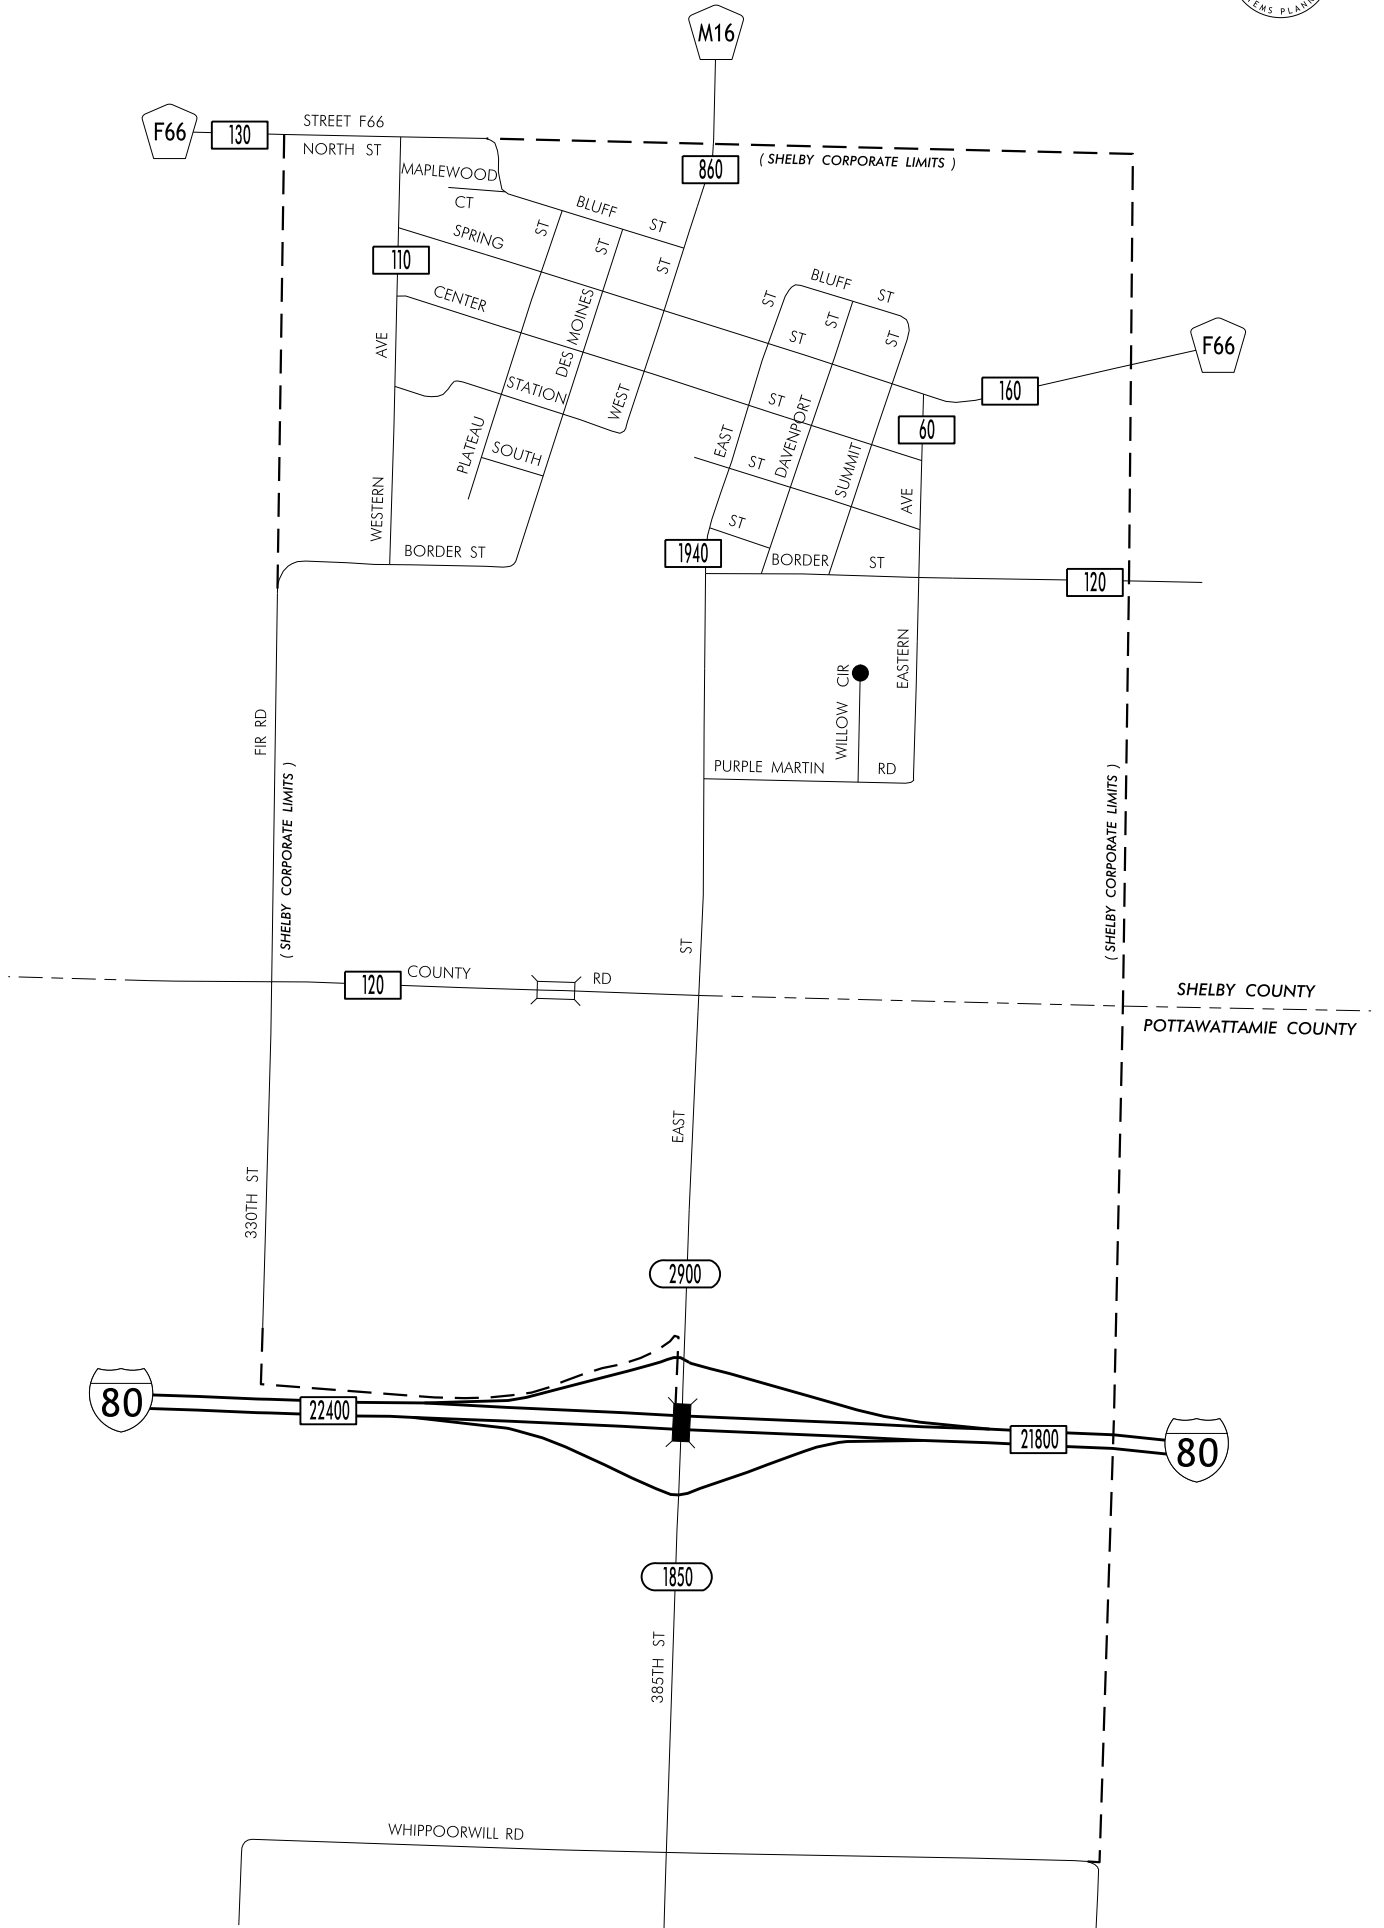 TEMS PLAN
M16
F66
130
STREET F66
NORTH ST
860
( SHELBY CORPORATE LIMITS )
MAPLEWOOD
CT
BLUFF ST
ST
ST
ST
SPRING
110
CENTER
BLUFF ST
ST
ST
ST
ST
AVE
DES MOINES
F66
STATION
WEST
160
ST
DAVENPORT
60
PLATEAU
SOUTH
EAST
ST
SUMMIT
AVE
WESTERN
ST
BORDER ST
1940
BORDER ST
120
WILLOW CIR
EASTERN
FIR RD
PURPLE MARTIN RD
( SHELBY CORPORATE LIMITS )
( SHELBY CORPORATE LIMITS )
ST
120
COUNTY RD
SHELBY COUNTY
POTTAWATTAMIE COUNTY
EAST
330TH ST
2900
80
22400
21800
80
1850
385TH ST
WHIPPOORWILL RD